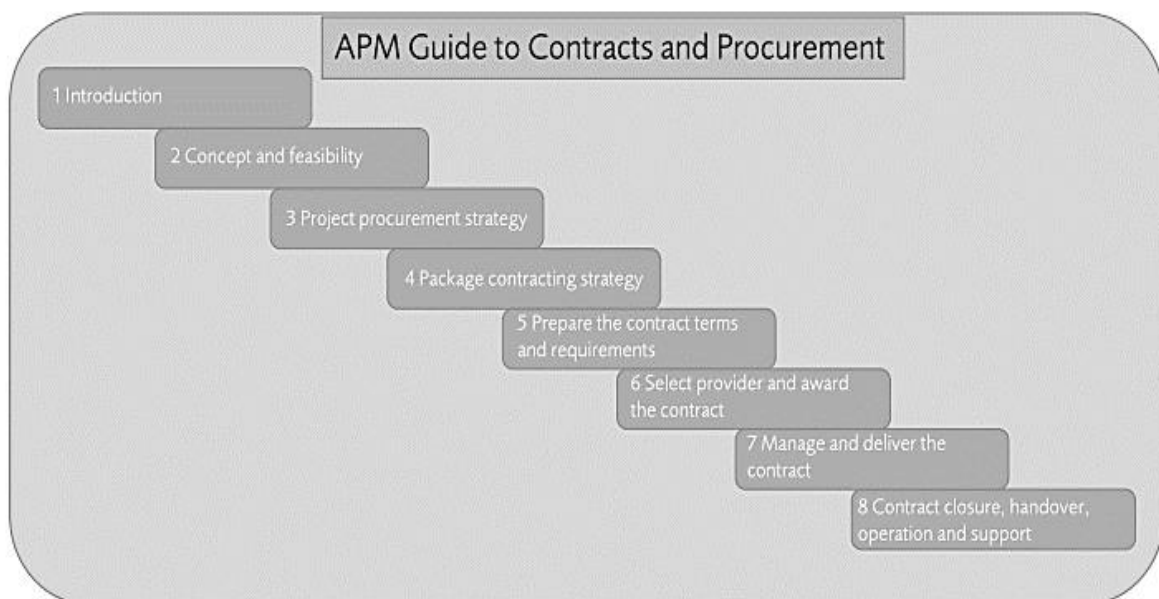 APM Guide to Contracts and Procurement
1 Introduction
2 Concept and feasibility
3 Project procurement strategy
4 Package contracting strategy
5 Prepare the contract terms
and requirements
6 Select provider and award
the contract
7 Manage and deliver the
contract
8 Contract closure, handover,
operation and support